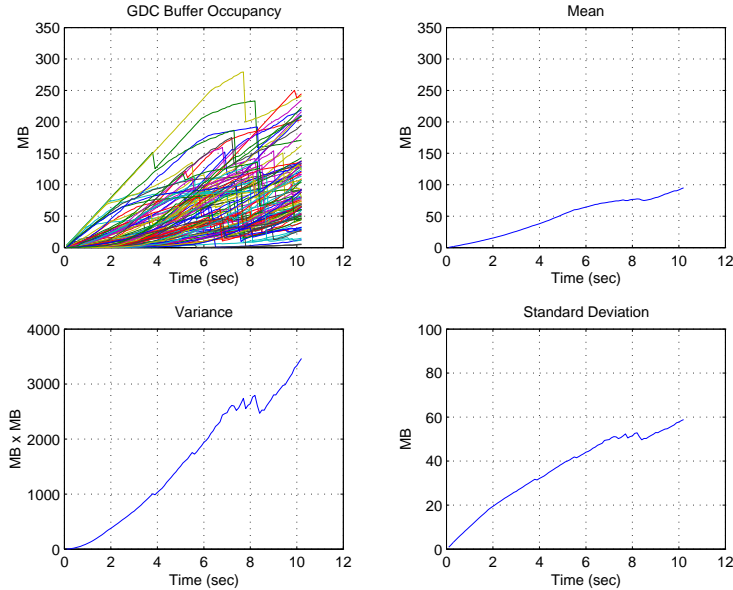 GDC Buffer Occupancy
350
300
250
200
150
100
50
0
MB
0 2 4 6 8 10 12
Time (sec)
Mean
350
300
250
200
150
100
50
0
MB
0 2 4 6 8 10 12
Time (sec)
Variance
4000
3000
2000
1000
0
MB x MB
0 2 4 6 8 10 12
Time (sec)
Standard Deviation
100
80
60
40
20
0
MB
0 2 4 6 8 10 12
Time (sec)